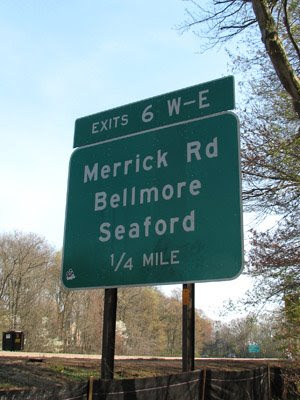 EXITS 6 W-E
Merrick Rd
Bellmore
Seaford
1/4 MILE